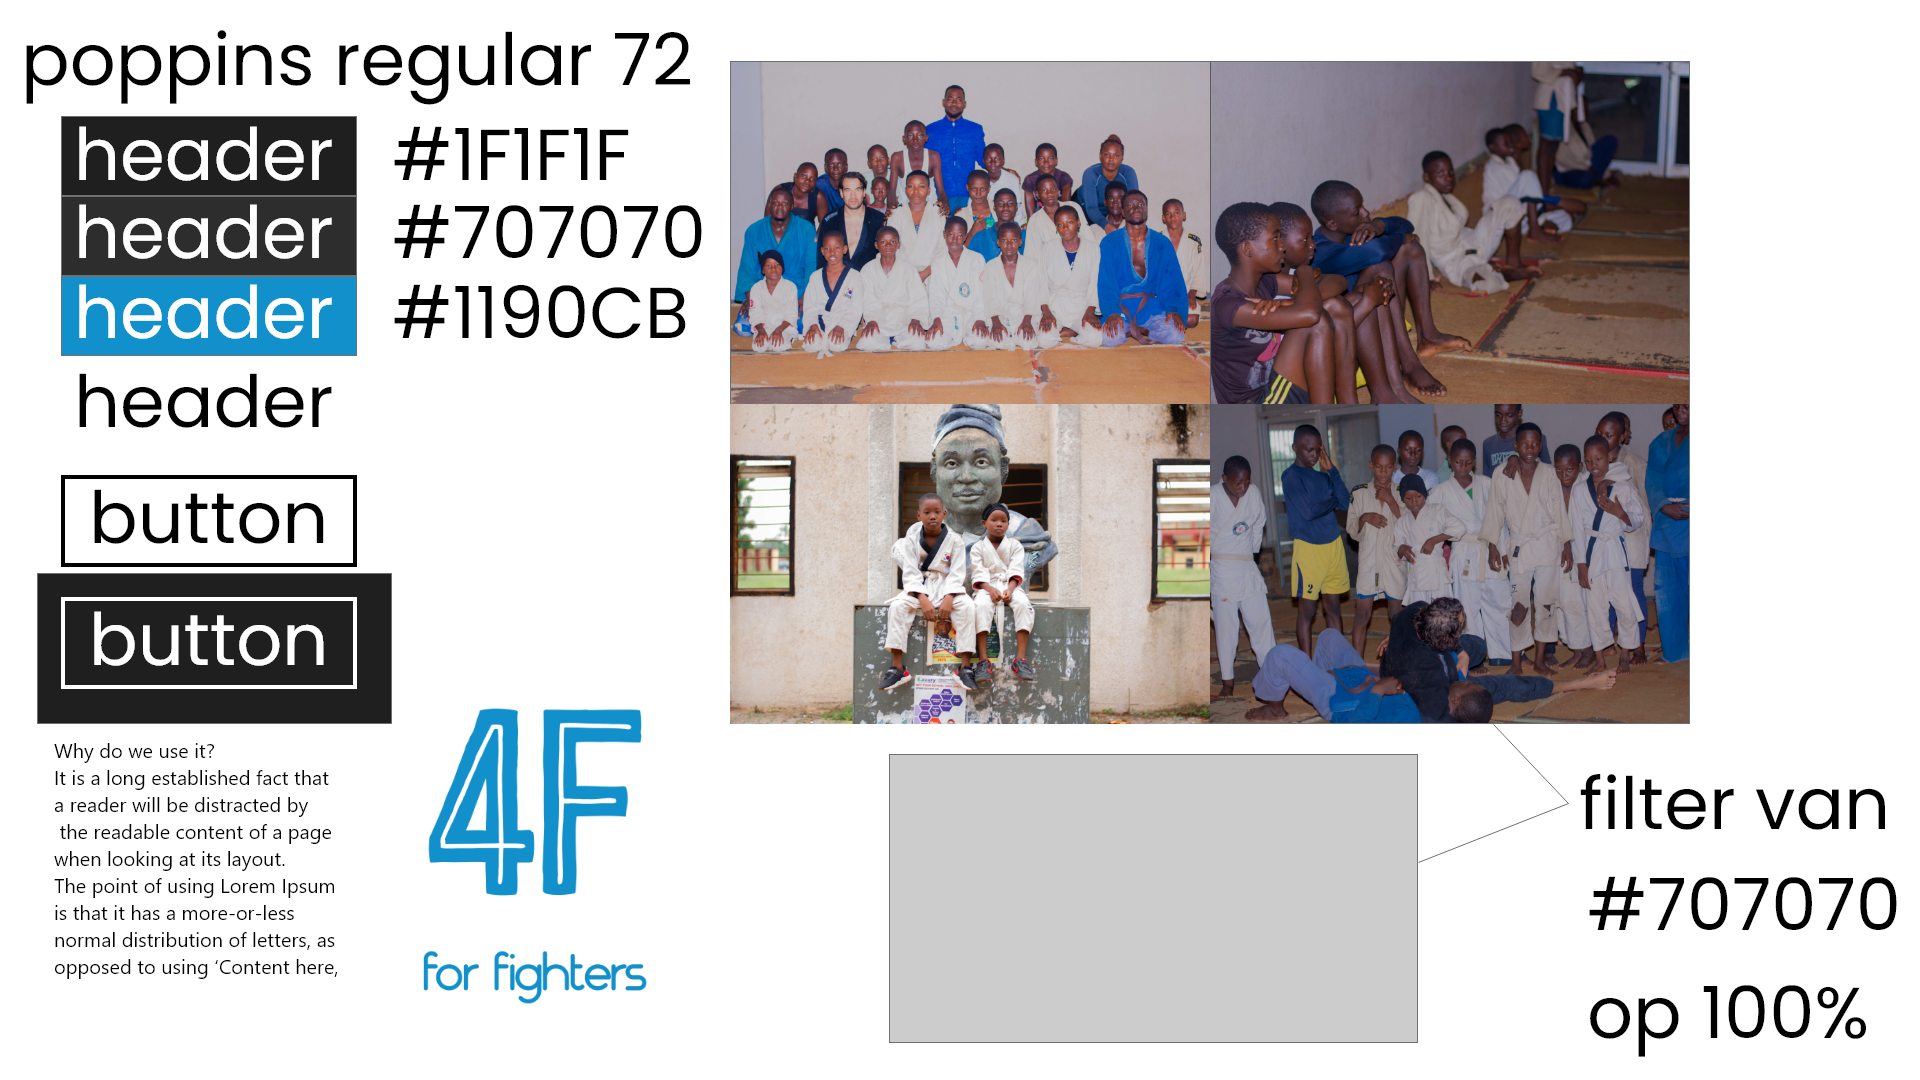 poppins regular 72
header #1F1F1F
header #707070
header #1190CB
header
button
button
Why do we use it?
It is a long established fact that
a reader will be distracted by
the readable content of a page
when looking at its layout.
The point of using Lorem Ipsum
is that it has a more-or-less
normal distribution of letters, as
opposed to using ‘Content here,
4F
for fighters
2
filter van
#707070
op 100%